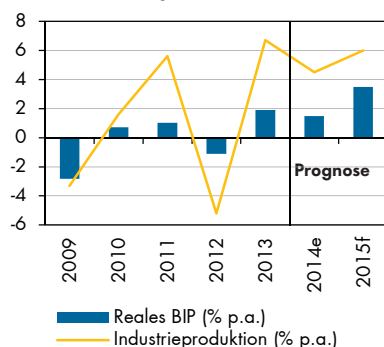 8
6
4
2
0
-2
-4
-6
Prognose
2009
2010
2011
2012
2013
2014e
2015f
Reales BIP (% p.a.)
Industrieproduktion (% p.a.)